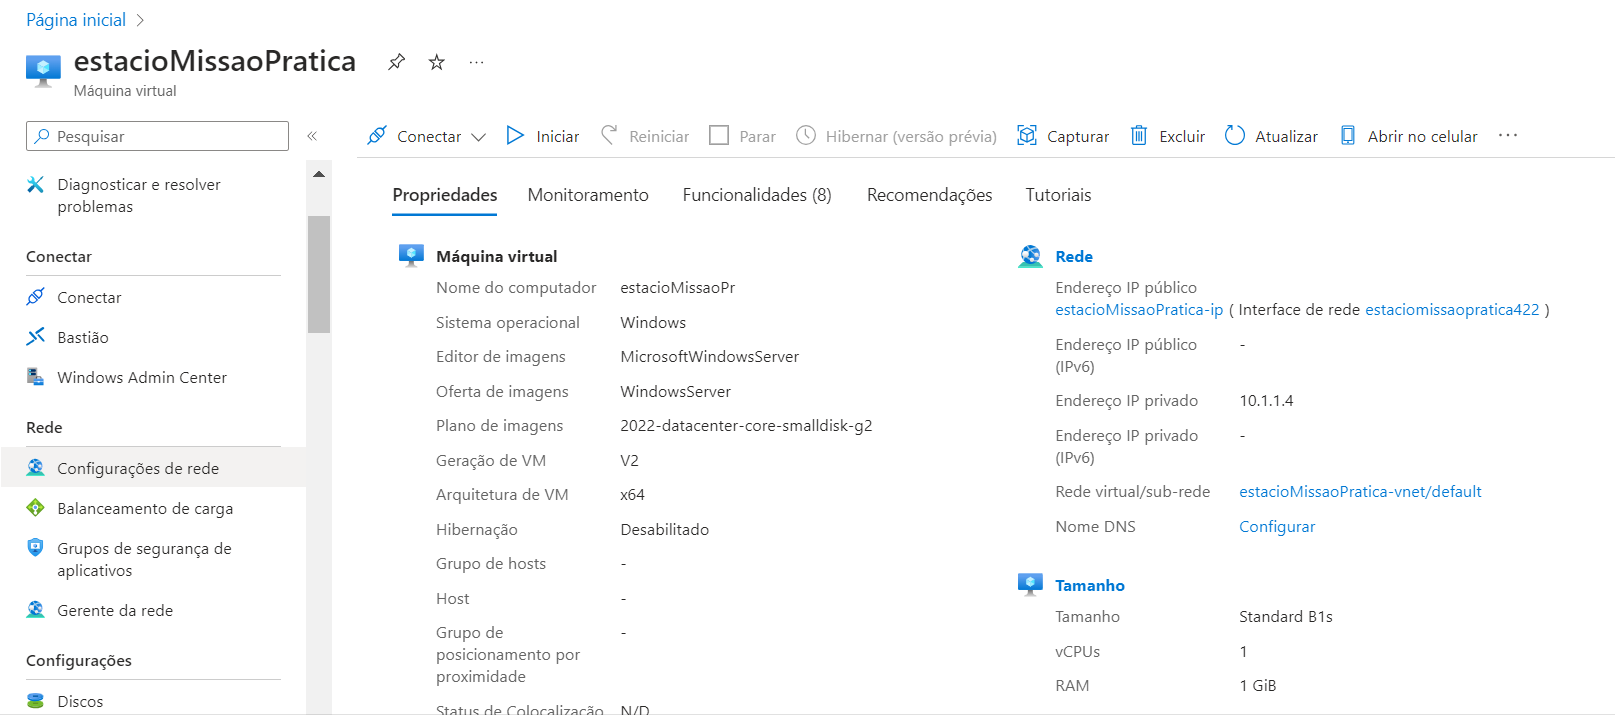 Página inicial
estacioMissaoPratica
Máquina virtual
Pesquisar
Diagnosticar e resolver
problemas
Conectar
Conectar
Bastião
Windows Admin Center
Rede
Configurações de rede
Balanceamento de carga
Grupos de segurança de
aplicativos
Gerente da rede
Configurações
Discos
Conectar Iniciar Reiniciar Parar Hibernar (versão prévia) Capturar Excluir Atualizar Abrir no celular
Propriedades Monitoramento Funcionalidades (8) Recomendações Tutoriais
Máquina virtual
Nome do computador estacioMissaoPr
Sistema operacional Windows
Editor de imagens MicrosoftWindowsServer
Oferta de imagens WindowsServer
Plano de imagens 2022-datacenter-core-smalldisk-g2
Geração de VM V2
Arquitetura de VM x64
Hibernação Desabilitado
Grupo de hosts -
Host -
Grupo de -
posicionamento por
proximidade
Status de Colocalização N/D
Rede
Endereço IP público
estacioMissaoPratica-ip ( Interface de rede estaciomissaopratica422 )
Endereço IP público -
(IPv6)
Endereço IP privado 10.1.1.4
Endereço IP privado -
(IPv6)
Rede virtual/sub-rede estacioMissaoPratica-vnet/default
Nome DNS Configurar
Tamanho
Tamanho Standard B1s
vCPUs 1
RAM 1 GiB